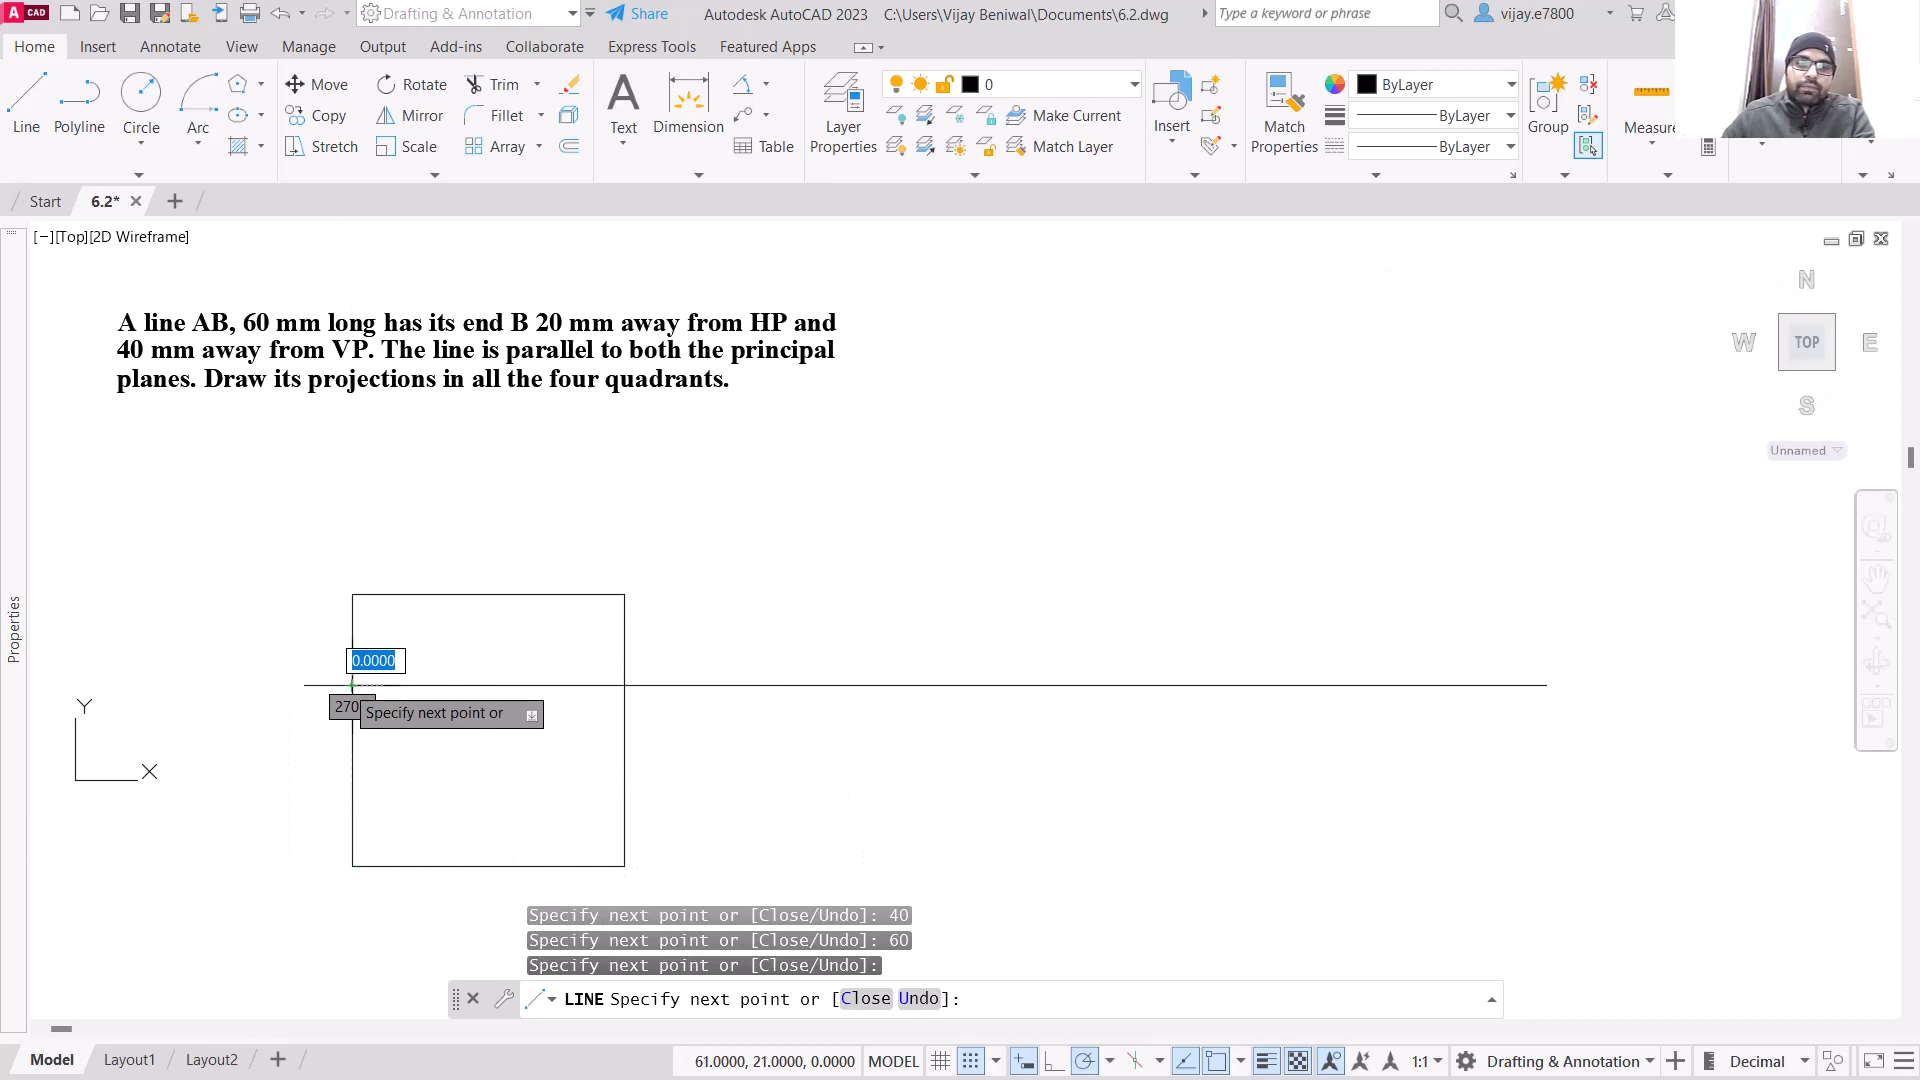 A CAD
Drafting & Annotation
Share
Autodesk AutoCAD 2023 C:\Users\Vijay Beniwal\Documents\6.2.dwg
Type a keyword or phrase
vijay.e7800
Home Insert Annotate View Manage Output Add-ins Collaborate Express Tools Featured Apps
Line
Polyline
Circle
Arc
Move
Rotate
Trim
Copy
Mirror
Fillet
Stretch
Scale
Array
A
Text
Dimension
Table
Layer
Properties
0
Make Current
Match Layer
Insert
Match
Properties
ByLayer
ByLayer
ByLayer
Group
Measure
Start 6.2*
[−][Top][2D Wireframe]
A line AB, 60 mm long has its end B 20 mm away from HP and
40 mm away from VP. The line is parallel to both the principal
planes. Draw its projections in all the four quadrants.
N
W TOP E
S
Unnamed
Properties
0.0000
270
Specify next point or
Y
X
Specify next point or [Close/Undo]: 40
Specify next point or [Close/Undo]: 60
Specify next point or [Close/Undo]:
LINE Specify next point or [Close Undo]:
Model Layout1 Layout2
61.0000, 21.0000, 0.0000 MODEL 1:1 Drafting & Annotation Decimal